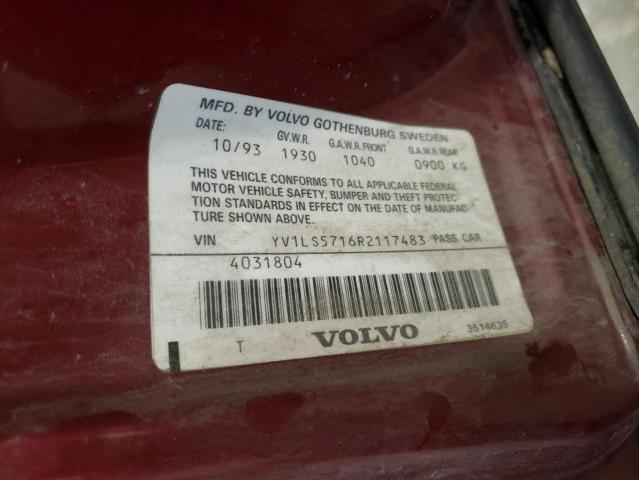 MFD. BY VOLVO GOTHENBURG SWEDEN
DATE: G.V.W.R. G.A.W.R.FRONT G.A.W.R. REAR
10/93 1930 1040 0900 KG
THIS VEHICLE CONFORMS TO ALL APPLICABLE FEDERAL
MOTOR VEHICLE SAFETY, BUMPER AND THEFT PROTEC-
TION STANDARDS IN EFFECT ON THE DATE OF MANUFAC-
TURE SHOWN ABOVE.
VIN YV1LS5716R2117483 PASS. CAR
4031804
T VOLVO 3514635